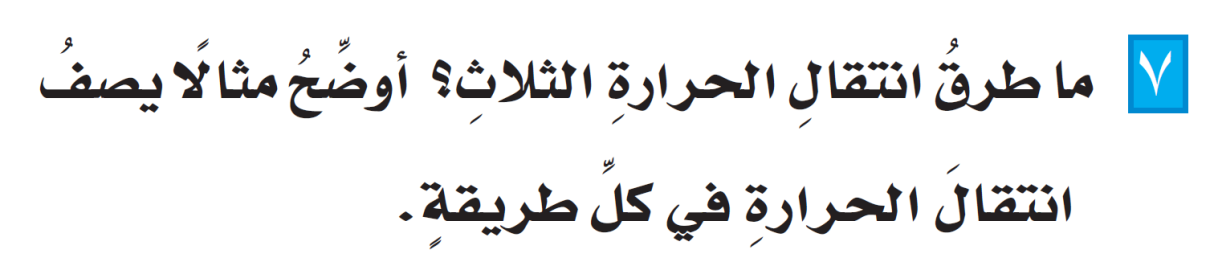 ٧ ما طرقُ انتقالِ الحرارةِ الثلاثِ؟ أوضِّحُ مثالًا يصفُ
انتقالَ الحرارةِ في كلِّ طريقةٍ.